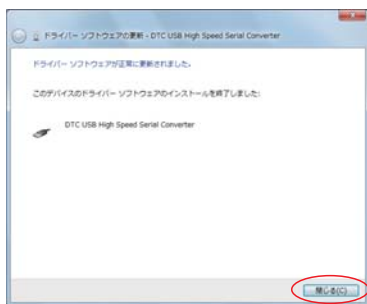 ドライバー ソフトウェアの更新 - DTC USB High Speed Serial Converter
ドライバー ソフトウェアが正常に更新されました。
このデバイスのドライバー ソフトウェアのインストールを終了しました:
DTC USB High Speed Serial Converter
閉じる(C)